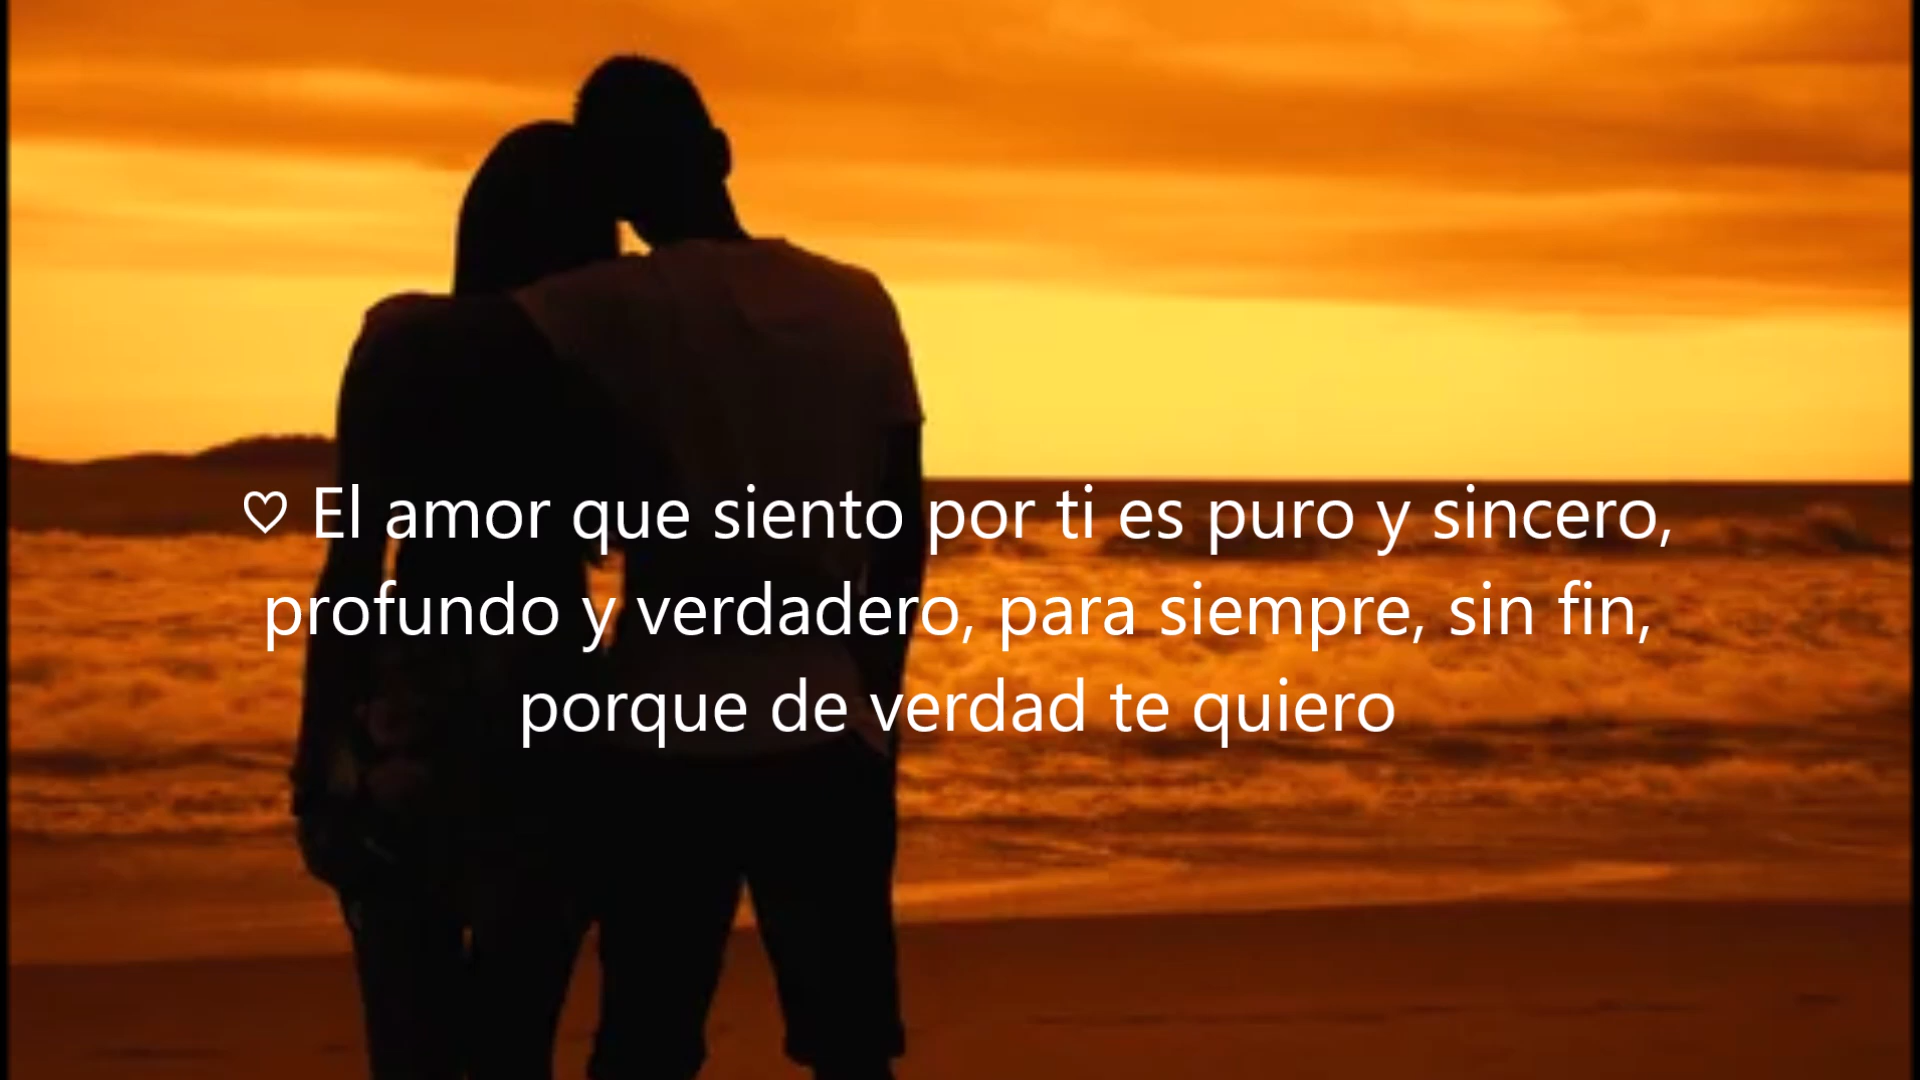 ♡ El amor que siento por ti es puro y sincero,
profundo y verdadero, para siempre, sin fin,
porque de verdad te quiero